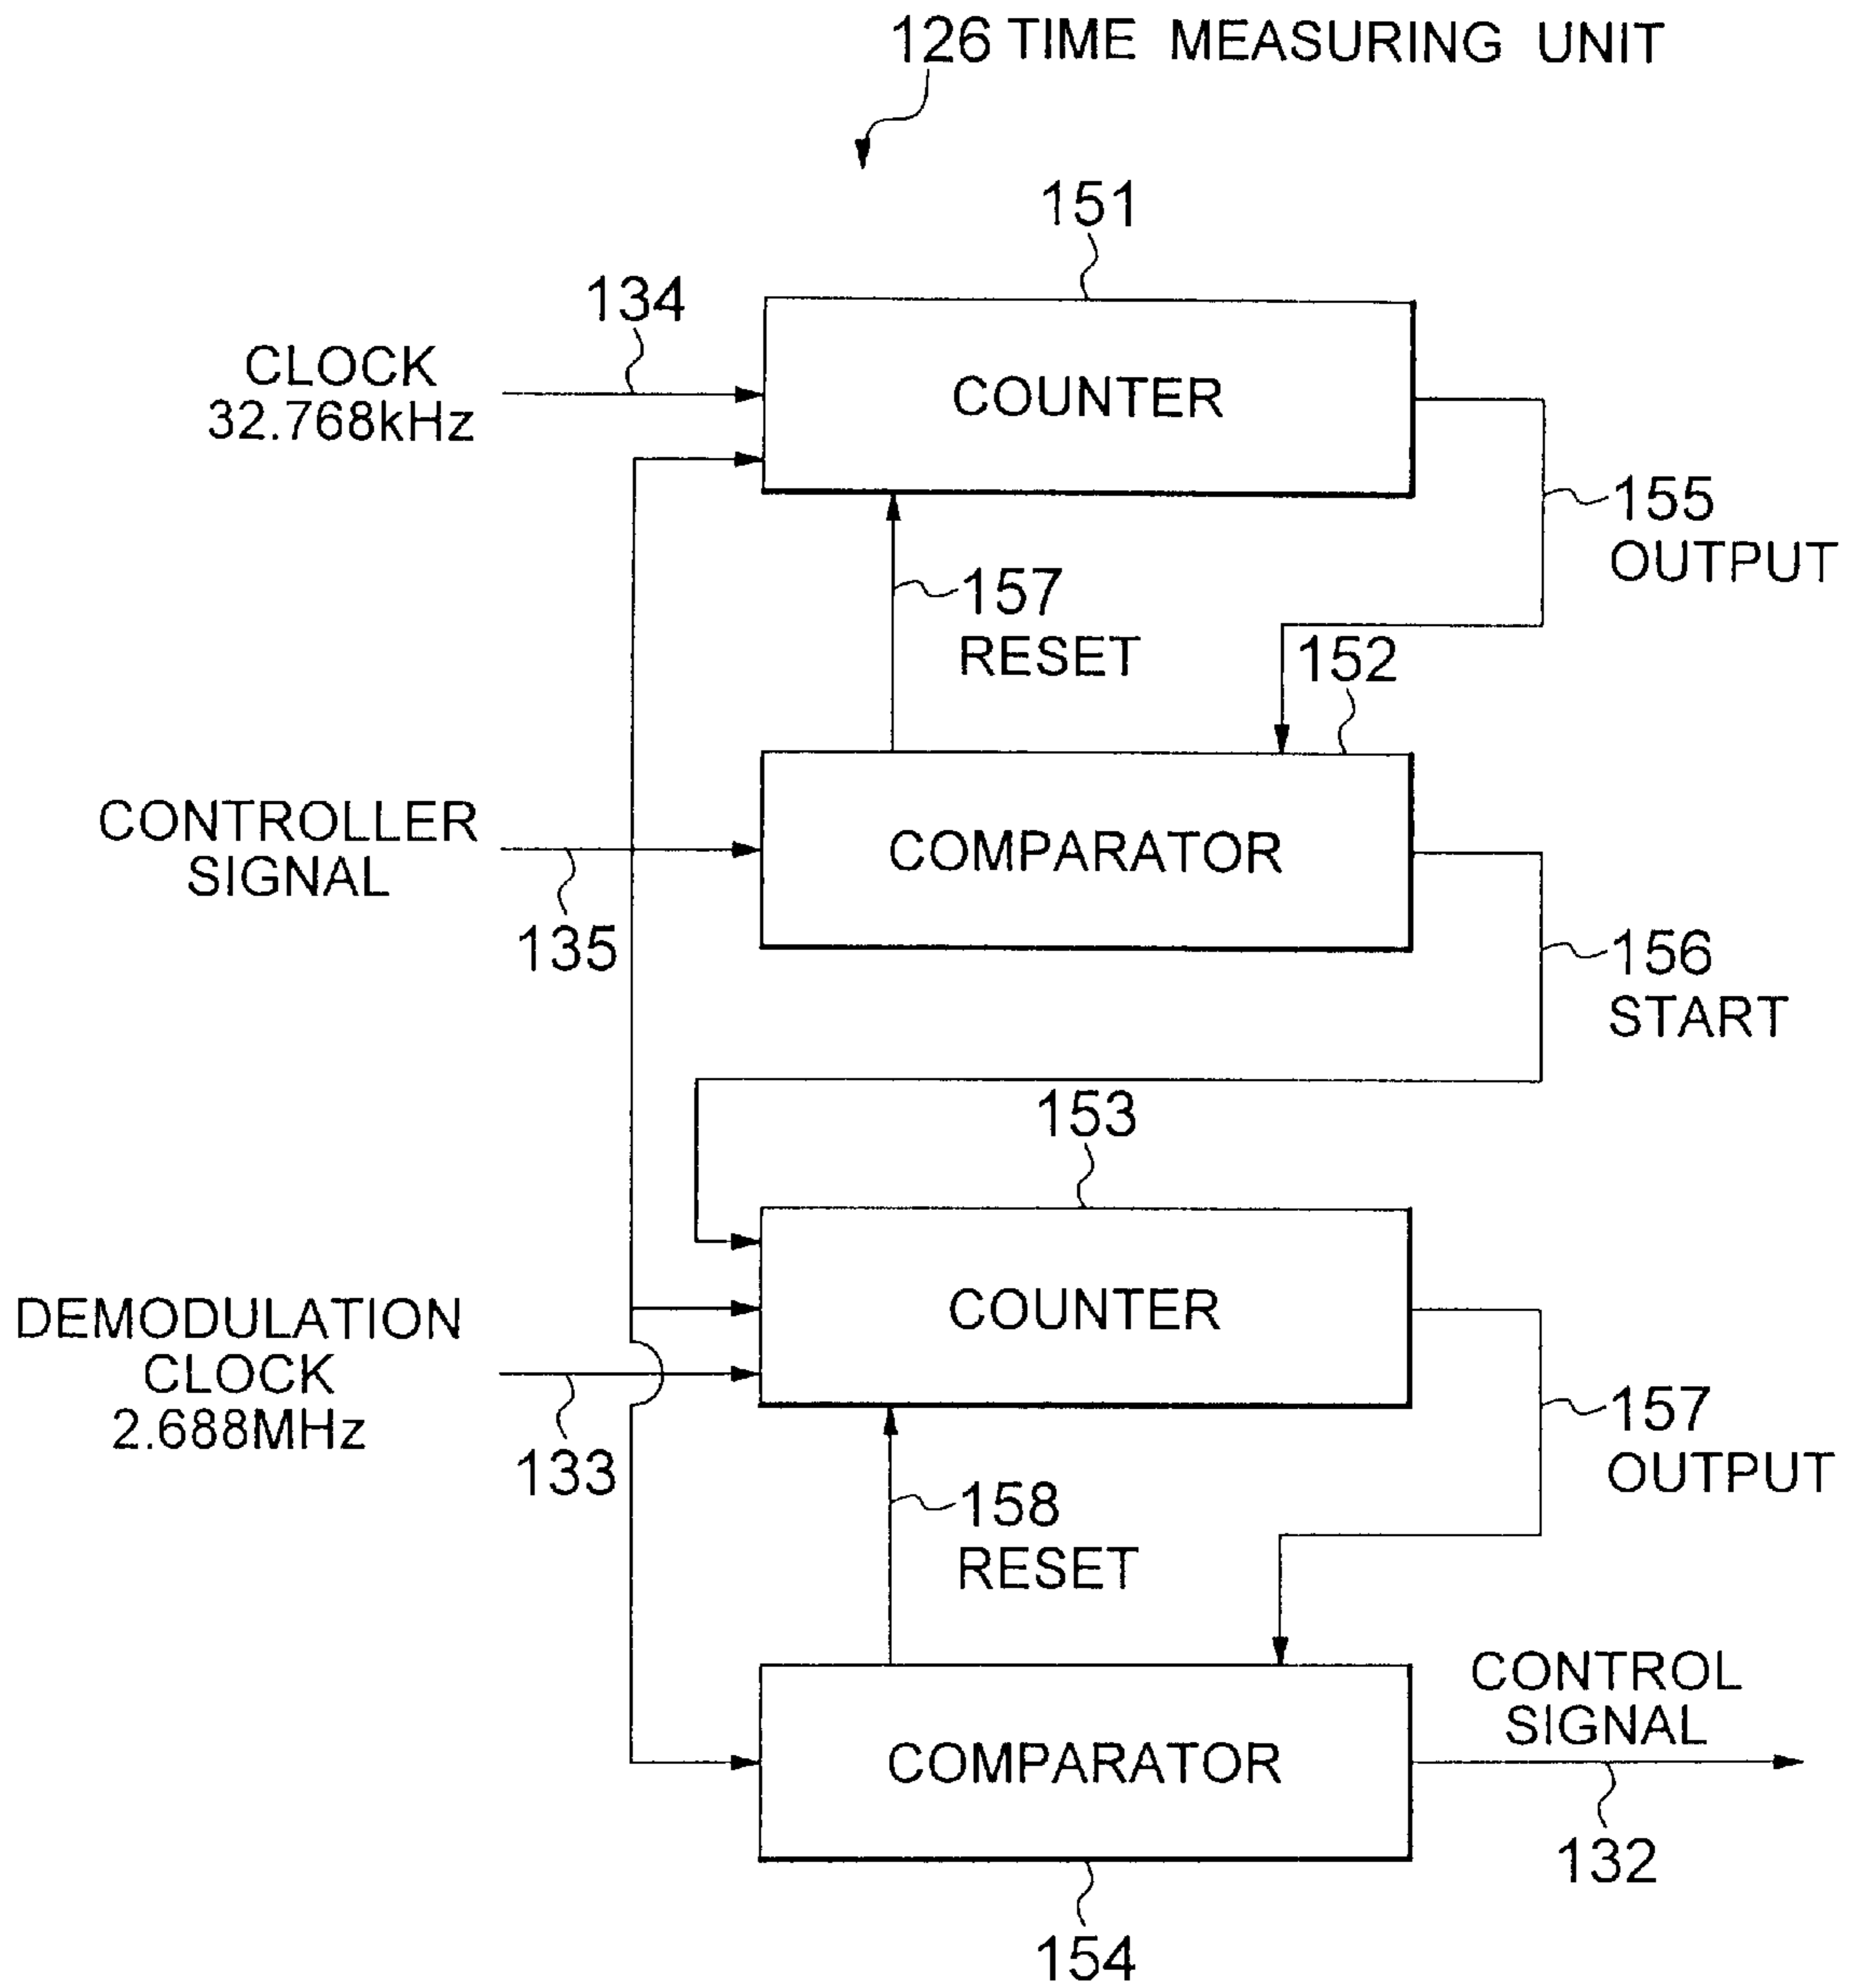 126 TIME MEASURING UNIT
151
134
CLOCK
32.768kHz
COUNTER
155
OUTPUT
157
RESET
152
CONTROLLER
SIGNAL
COMPARATOR
135
156
START
153
DEMODULATION
CLOCK
2.688MHz
COUNTER
133
157
OUTPUT
158
RESET
CONTROL
SIGNAL
COMPARATOR
132
154